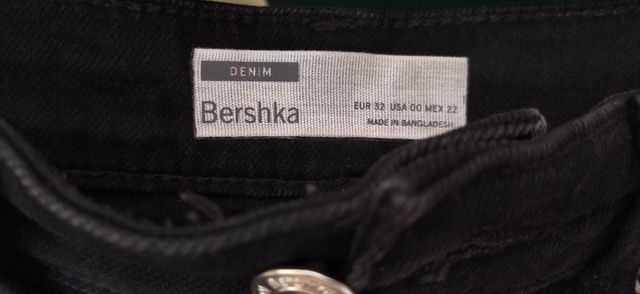 DENIM
Bershka
EUR 32 USA 00 MEX 22
MADE IN BANGLADESH